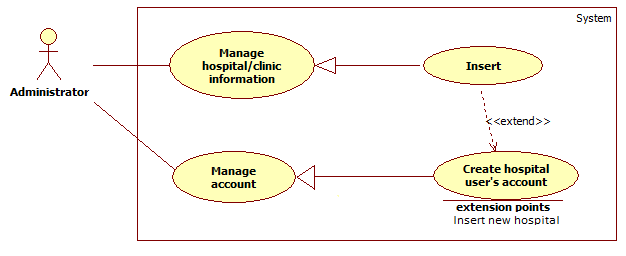 System
Manage
hospital/clinic
information
Insert
Administrator
<<extend>>
Manage
account
Create hospital
user's account
extension points
Insert new hospital